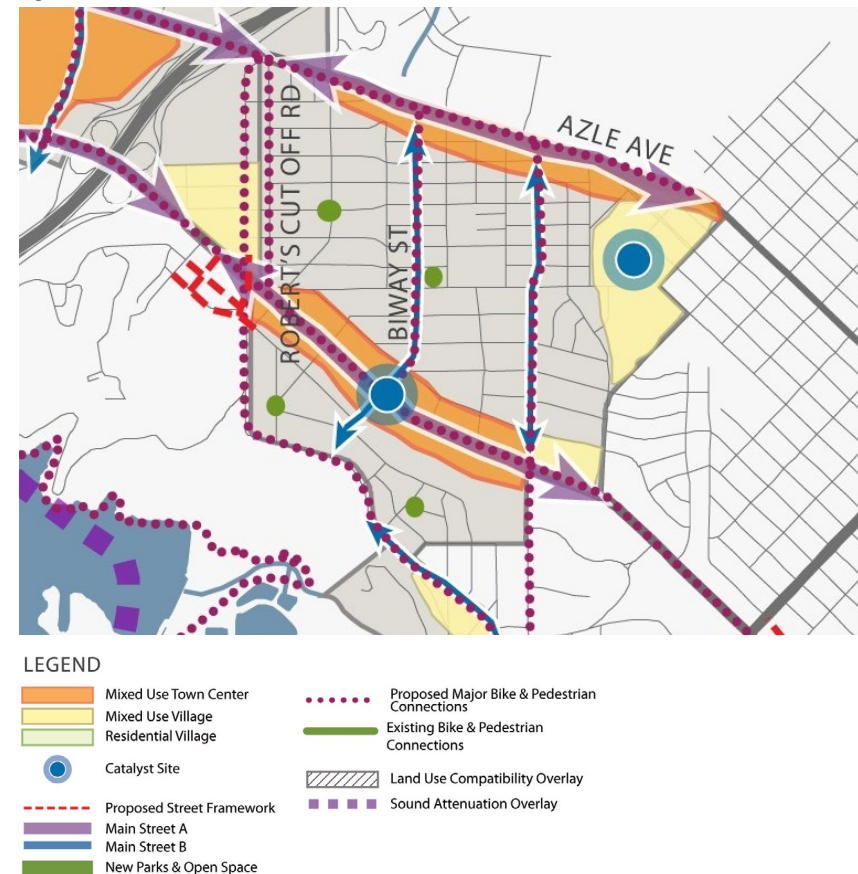 AZLE AVE
ROBERT'S CUT OFF RD
BIWAY ST
LEGEND
Mixed Use Town Center
Mixed Use Village
Residential Village
Catalyst Site
Proposed Street Framework
Main Street A
Main Street B
New Parks & Open Space
Proposed Major Bike & Pedestrian
Connections
Existing Bike & Pedestrian
Connections
Land Use Compatibility Overlay
Sound Attenuation Overlay